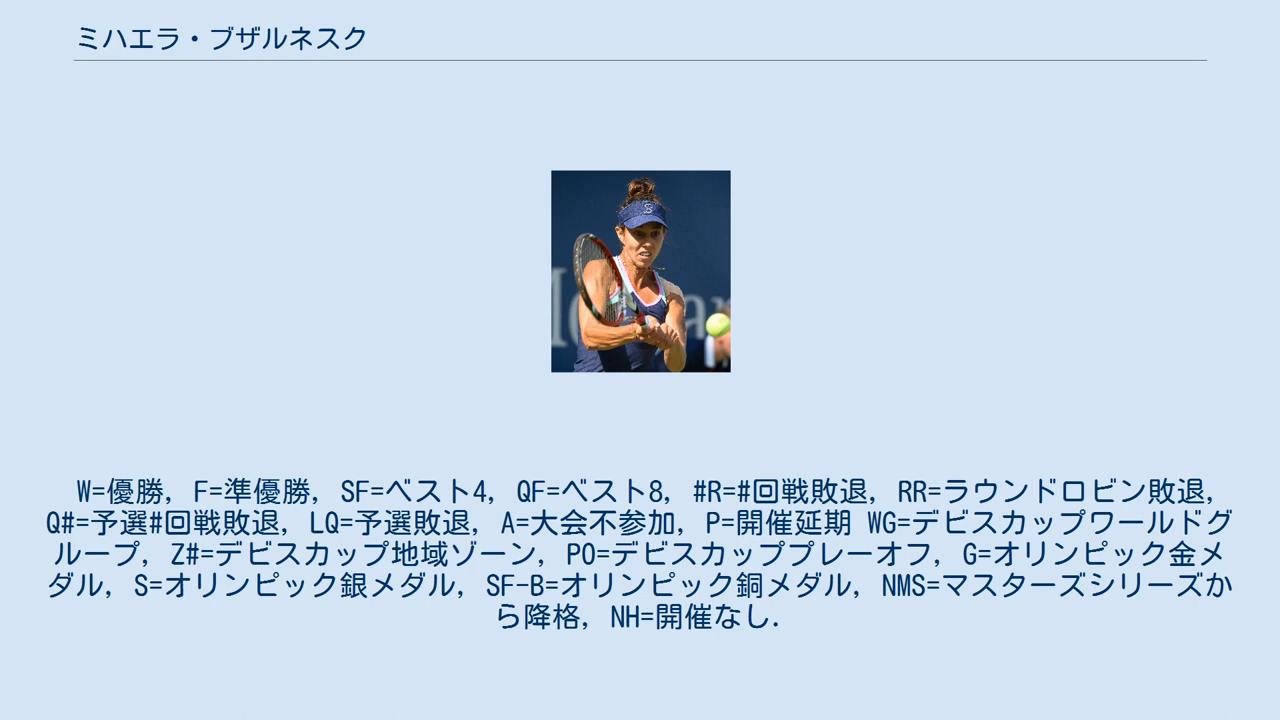 ミハエラ・ブザルネスク
S
W=優勝, F=準優勝, SF=ベスト4, QF=ベスト8, #R=#回戦敗退, RR=ラウンドロビン敗退,
Q#=予選#回戦敗退, LQ=予選敗退, A=大会不参加, P=開催延期 WG=デビスカップワールドグ
ループ, Z#=デビスカップ地域ゾーン, PO=デビスカッププレーオフ, G=オリンピック金メ
ダル, S=オリンピック銀メダル, SF-B=オリンピック銅メダル, NMS=マスターズシリーズか
ら降格, NH=開催なし.